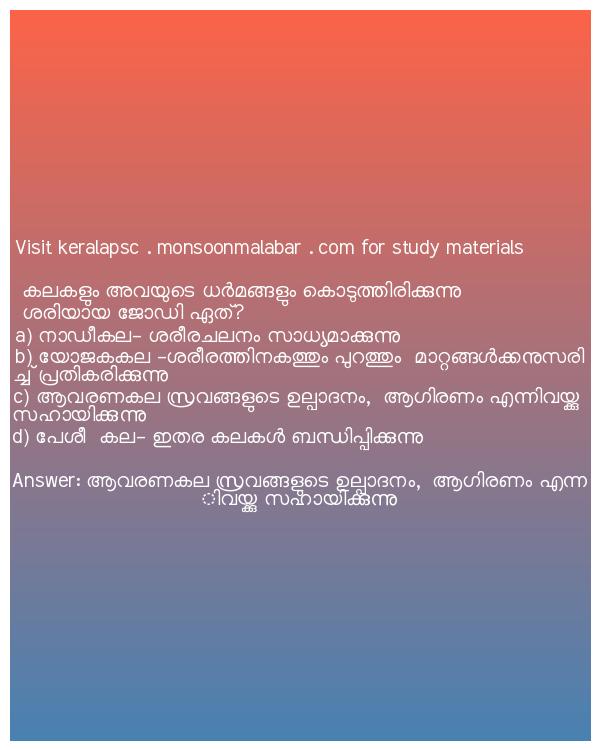 Visit keralapsc . monsoonmalabar . com for study materials
കലകളും അവയുടെ ധർമങ്ങളും കൊടുത്തിരിക്കുന്നു
ശരിയായ ജോഡി ഏത്?
a) നാഡീകല- ശരീരചലനം സാധ്യമാക്കുന്നു
b) യോജകകല -ശരീരത്തിനകത്തും പുറത്തും മാറ്റങ്ങൾക്കനുസരി
ച്ച് പ്രതികരിക്കുന്നു
c) ആവരണകല സ്രവങ്ങളുടെ ഉല്പാദനം, ആഗിരണം എന്നിവയ്ക്കു
സഹായിക്കുന്നു
d) പേശീ കല- ഇതര കലകൾ ബന്ധിപ്പിക്കുന്നു
Answer: ആവരണകല സ്രവങ്ങളുടെ ഉല്പാദനം, ആഗിരണം എന്ന
ിവയ്ക്കു സഹായിക്കുന്നു